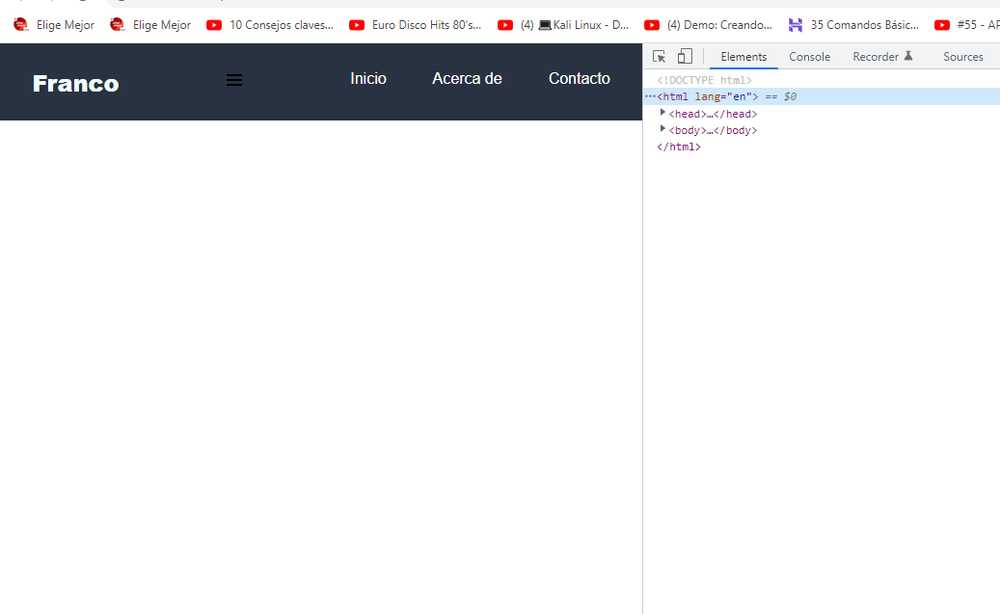 Elige Mejor Elige Mejor 10 Consejos claves... Euro Disco Hits 80's... (4) 💻Kali Linux - D... (4) Demo: Creando... 35 Comandos Básic... #55 - AF
Franco Inicio Acerca de Contacto
Elements Console Recorder Sources
<!DOCTYPE html>
···<html lang="en"> == $0
<head>…</head>
<body>…</body>
</html>